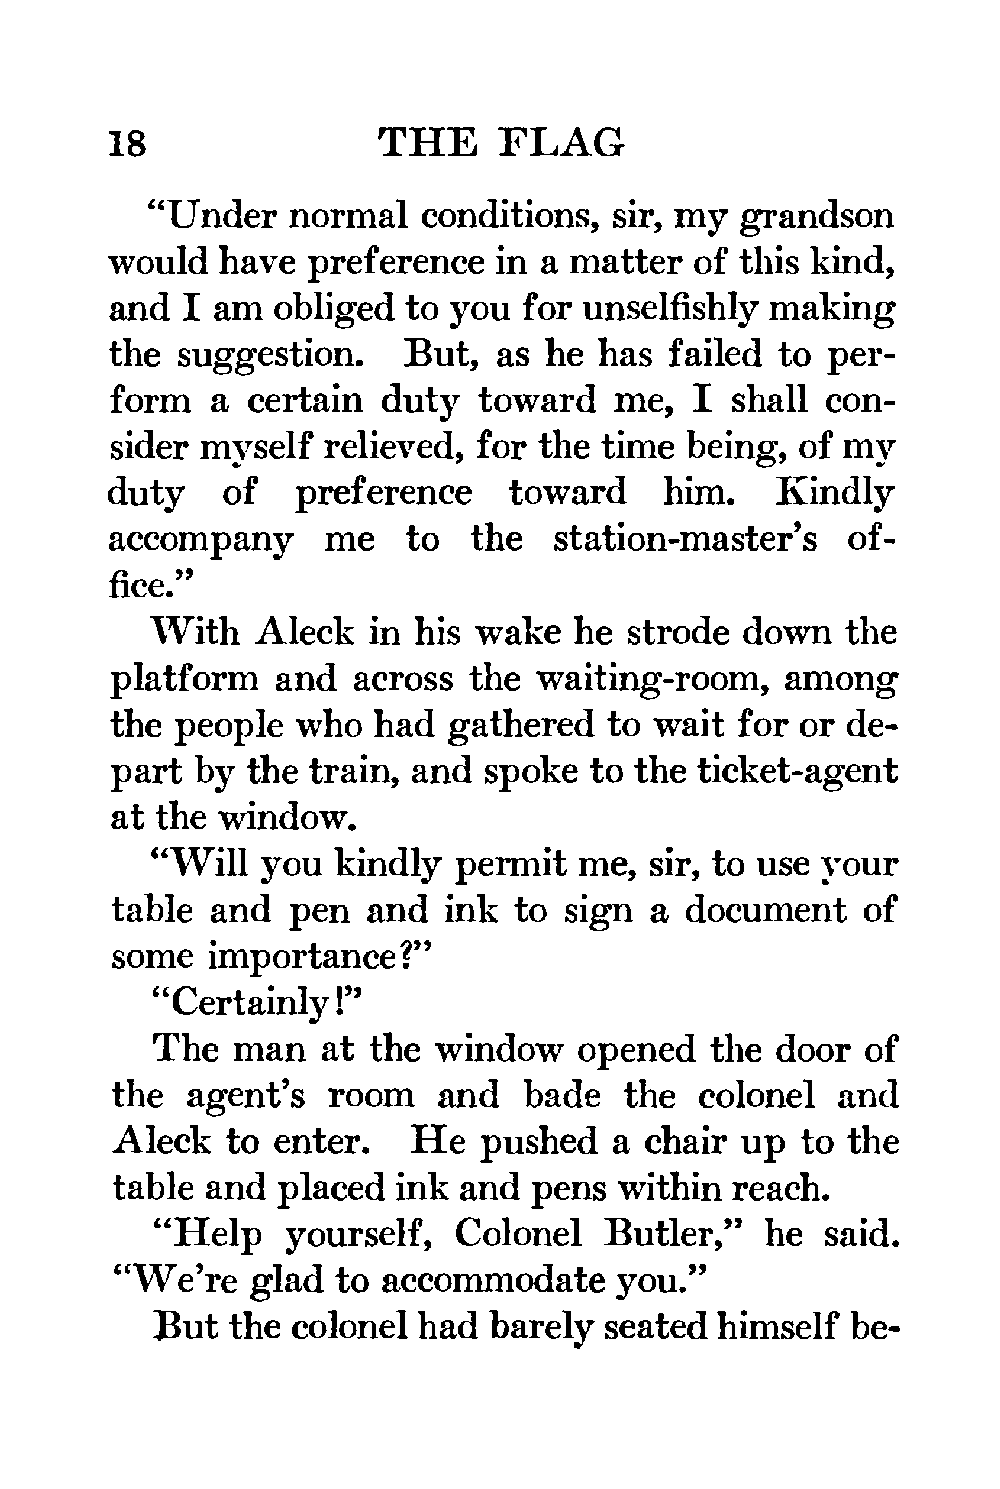 18 THE FLAG
“Under normal conditions, sir, my grandson
would have preference in a matter of this kind,
and I am obliged to you for unselfishly making
the suggestion. But, as he has failed to per-
form a certain duty toward me, I shall con-
sider myself relieved, for the time being, of my
duty of preference toward him. Kindly
accompany me to the station-master’s of-
fice.”
With Aleck in his wake he strode down the
platform and across the waiting-room, among
the people who had gathered to wait for or de-
part by the train, and spoke to the ticket-agent
at the window.
“Will you kindly permit me, sir, to use your
table and pen and ink to sign a document of
some importance?”
“Certainly!”
The man at the window opened the door of
the agent’s room and bade the colonel and
Aleck to enter. He pushed a chair up to the
table and placed ink and pens within reach.
“Help yourself, Colonel Butler,” he said.
“We’re glad to accommodate you.”
But the colonel had barely seated himself be-